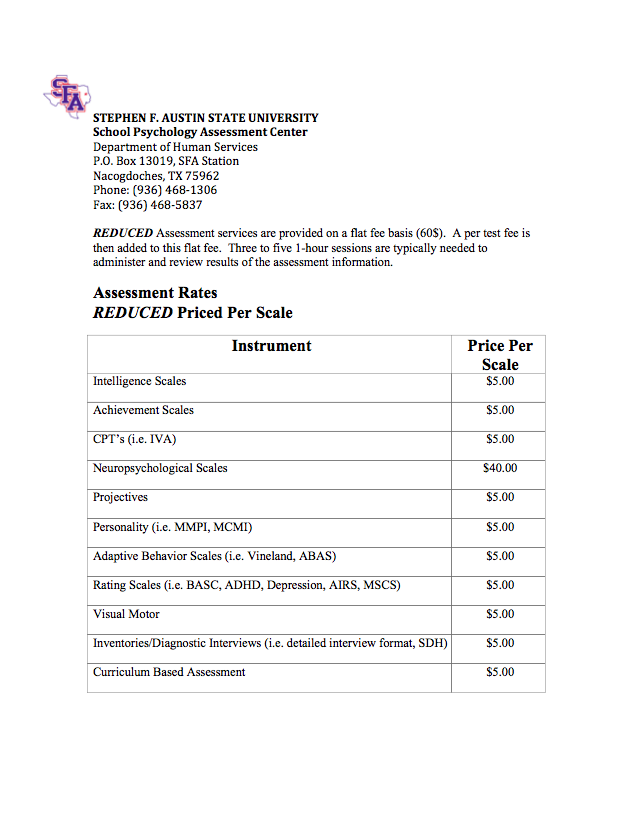 SFA
STEPHEN F. AUSTIN STATE UNIVERSITY
School Psychology Assessment Center
Department of Human Services
P.O. Box 13019, SFA Station
Nacogdoches, TX 75962
Phone: (936) 468-1306
Fax: (936) 468-5837
REDUCED Assessment services are provided on a flat fee basis (60$). A per test fee is
then added to this flat fee. Three to five 1-hour sessions are typically needed to
administer and review results of the assessment information.
Assessment Rates
REDUCED Priced Per Scale
Instrument Price Per
Scale
Intelligence Scales $5.00
Achievement Scales $5.00
CPT’s (i.e. IVA) $5.00
Neuropsychological Scales $40.00
Projectives $5.00
Personality (i.e. MMPI, MCMI) $5.00
Adaptive Behavior Scales (i.e. Vineland, ABAS) $5.00
Rating Scales (i.e. BASC, ADHD, Depression, AIRS, MSCS) $5.00
Visual Motor $5.00
Inventories/Diagnostic Interviews (i.e. detailed interview format, SDH) $5.00
Curriculum Based Assessment $5.00